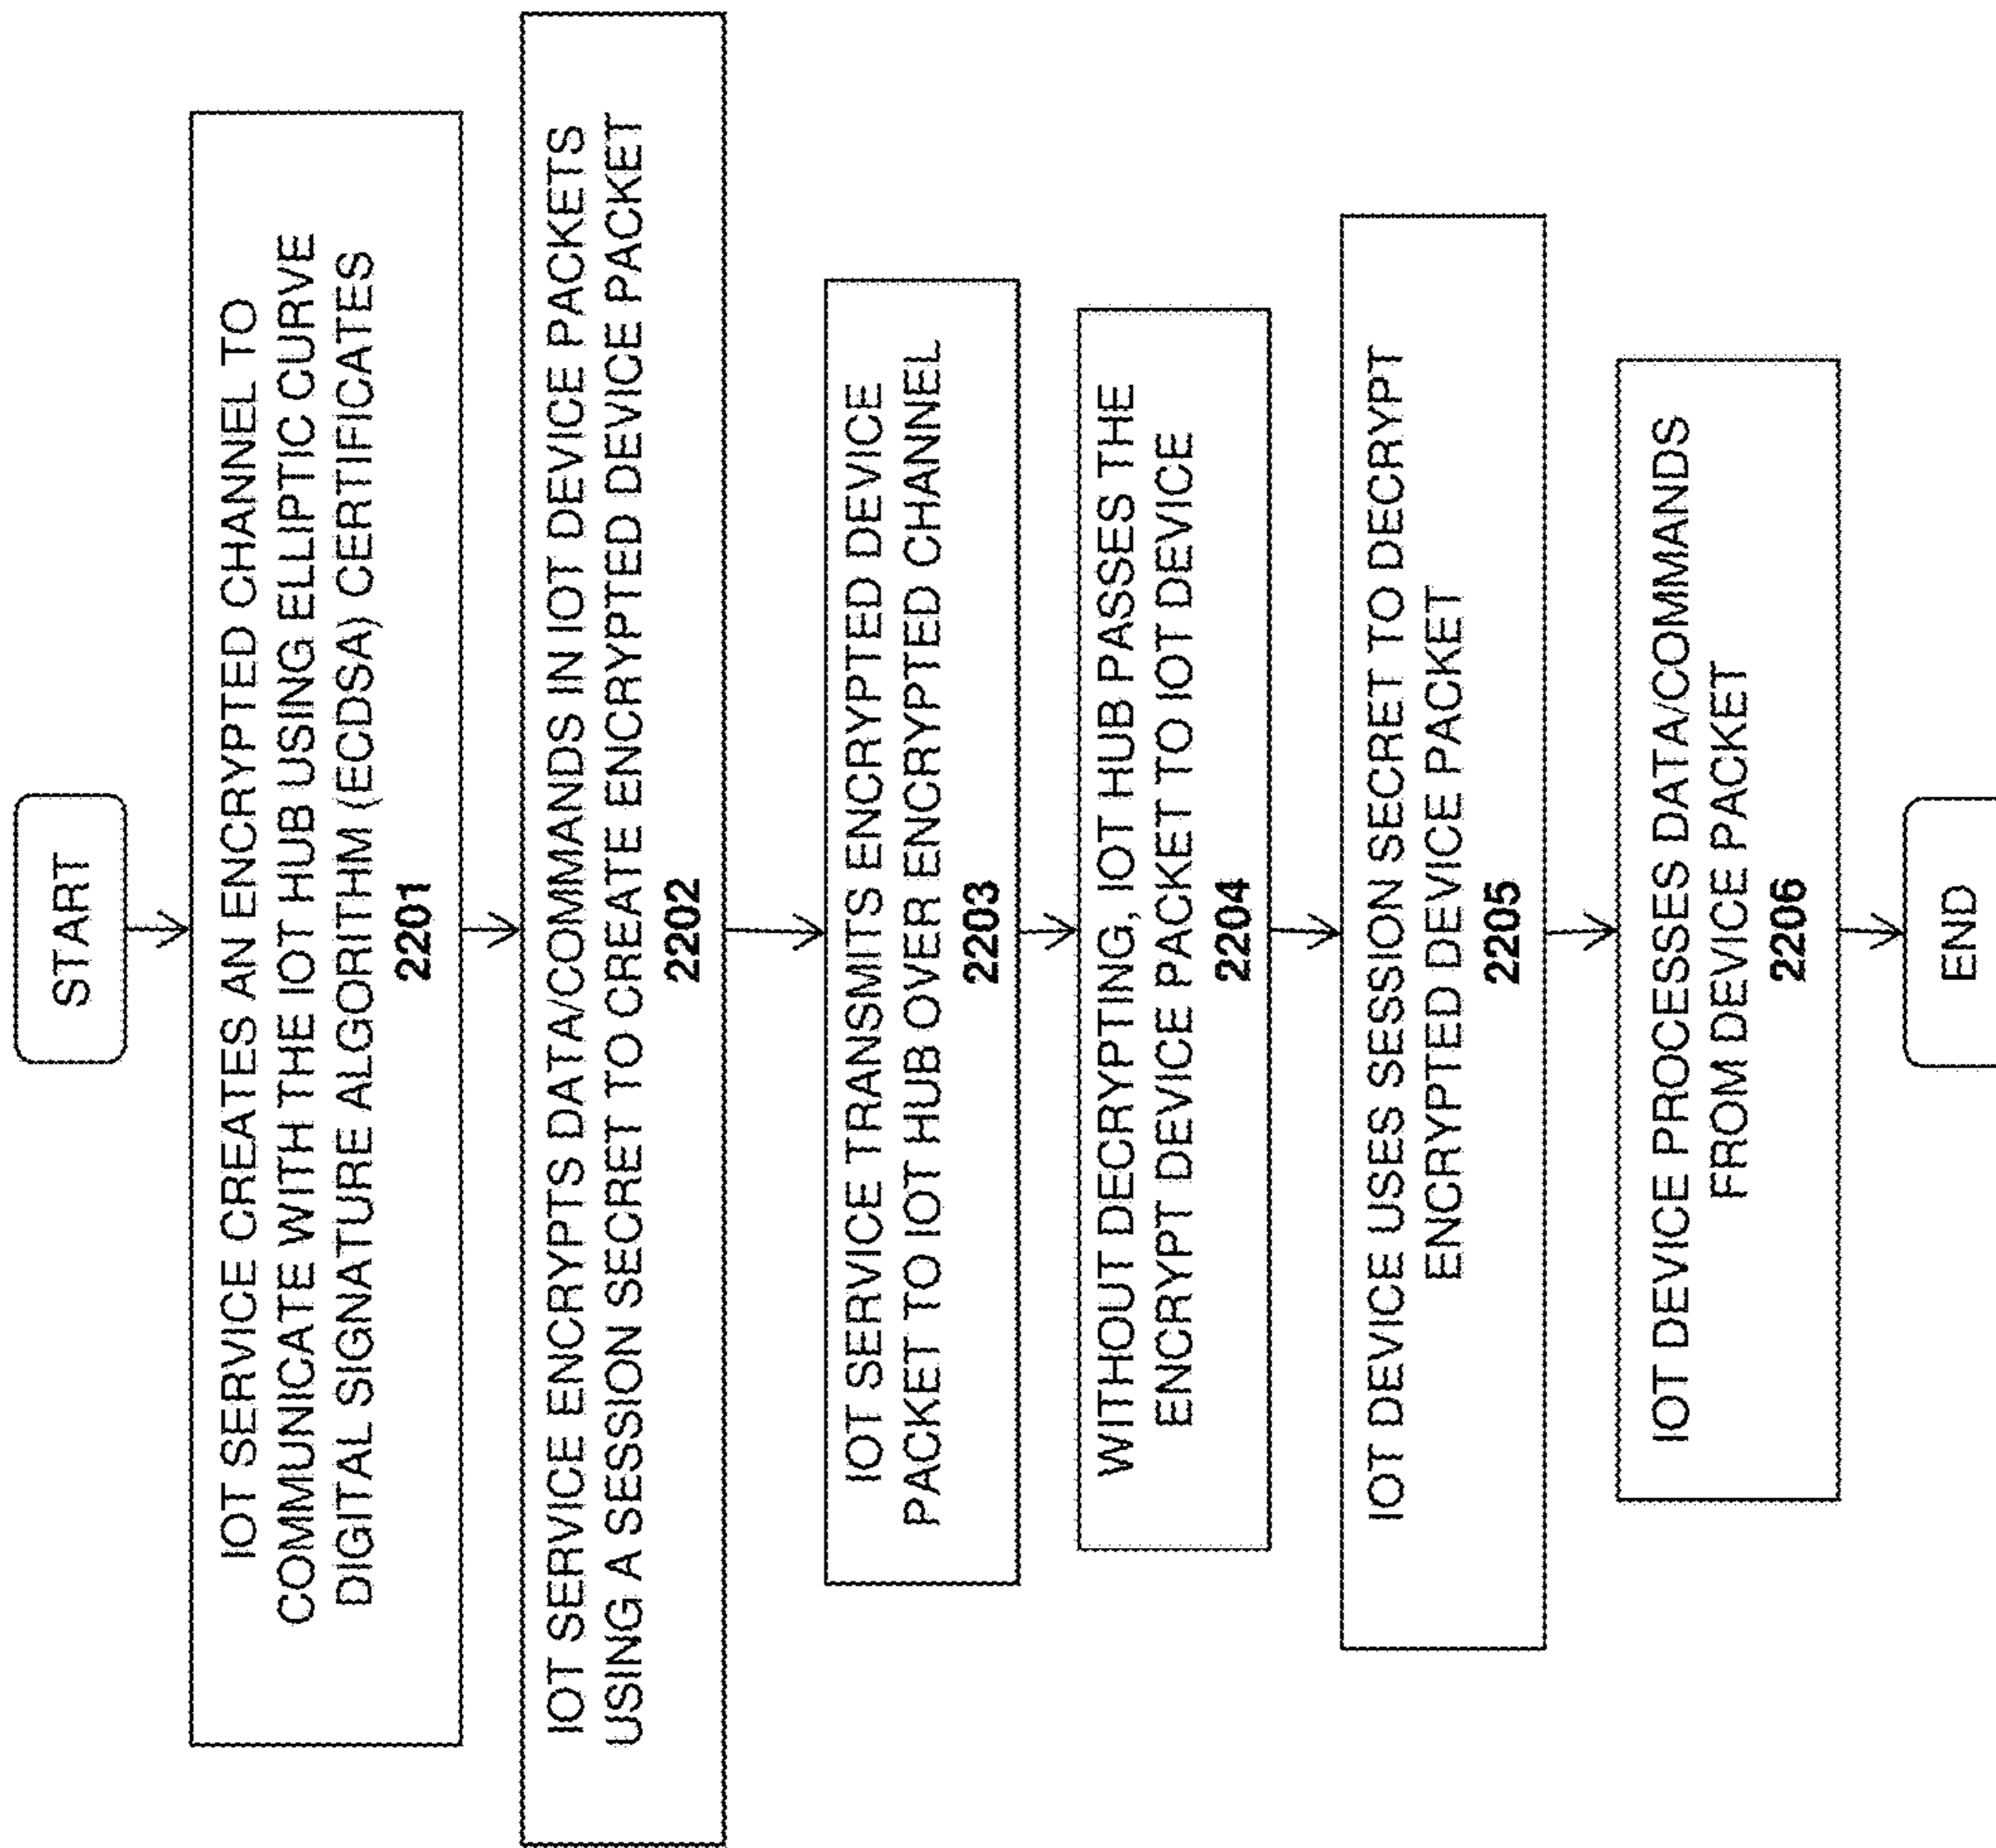 START
IOT SERVICE CREATES AN ENCRYPTED CHANNEL TO
COMMUNICATE WITH THE IOT HUB USING ELLIPTIC CURVE
DIGITAL SIGNATURE ALGORITHM (ECDSA) CERTIFICATES
2201
IOT SERVICE ENCRYPTS DATA/COMMANDS IN IOT DEVICE PACKETS
USING A SESSION SECRET TO CREATE ENCRYPTED DEVICE PACKET
2202
IOT SERVICE TRANSMITS ENCRYPTED DEVICE
PACKET TO IOT HUB OVER ENCRYPTED CHANNEL
2203
WITHOUT DECRYPTING, IOT HUB PASSES THE
ENCRYPT DEVICE PACKET TO IOT DEVICE
2204
IOT DEVICE USES SESSION SECRET TO DECRYPT
ENCRYPTED DEVICE PACKET
2205
IOT DEVICE PROCESSES DATA/COMMANDS
FROM DEVICE PACKET
2206
END